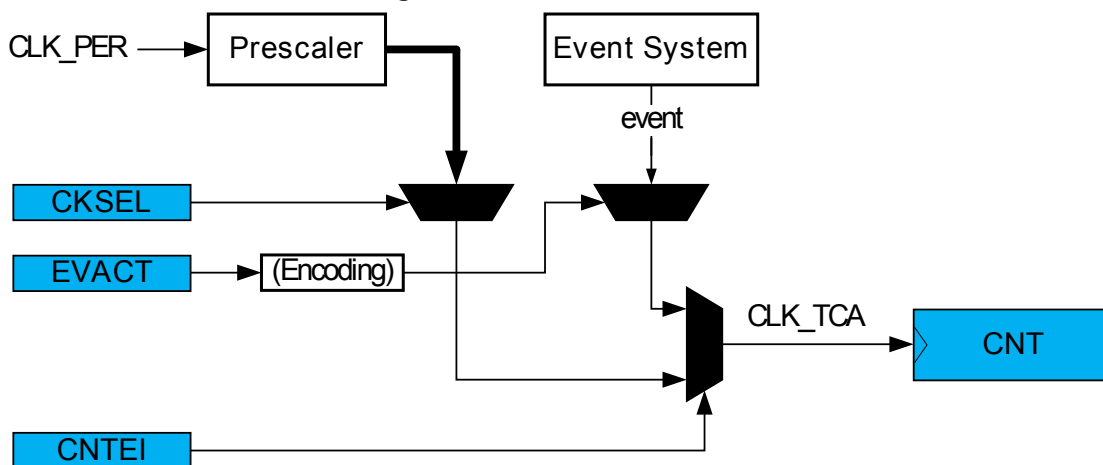 CLK_PER
Prescaler
Event System
event
CKSEL
EVACT
(Encoding)
CLK_TCA
CNT
CNTEI